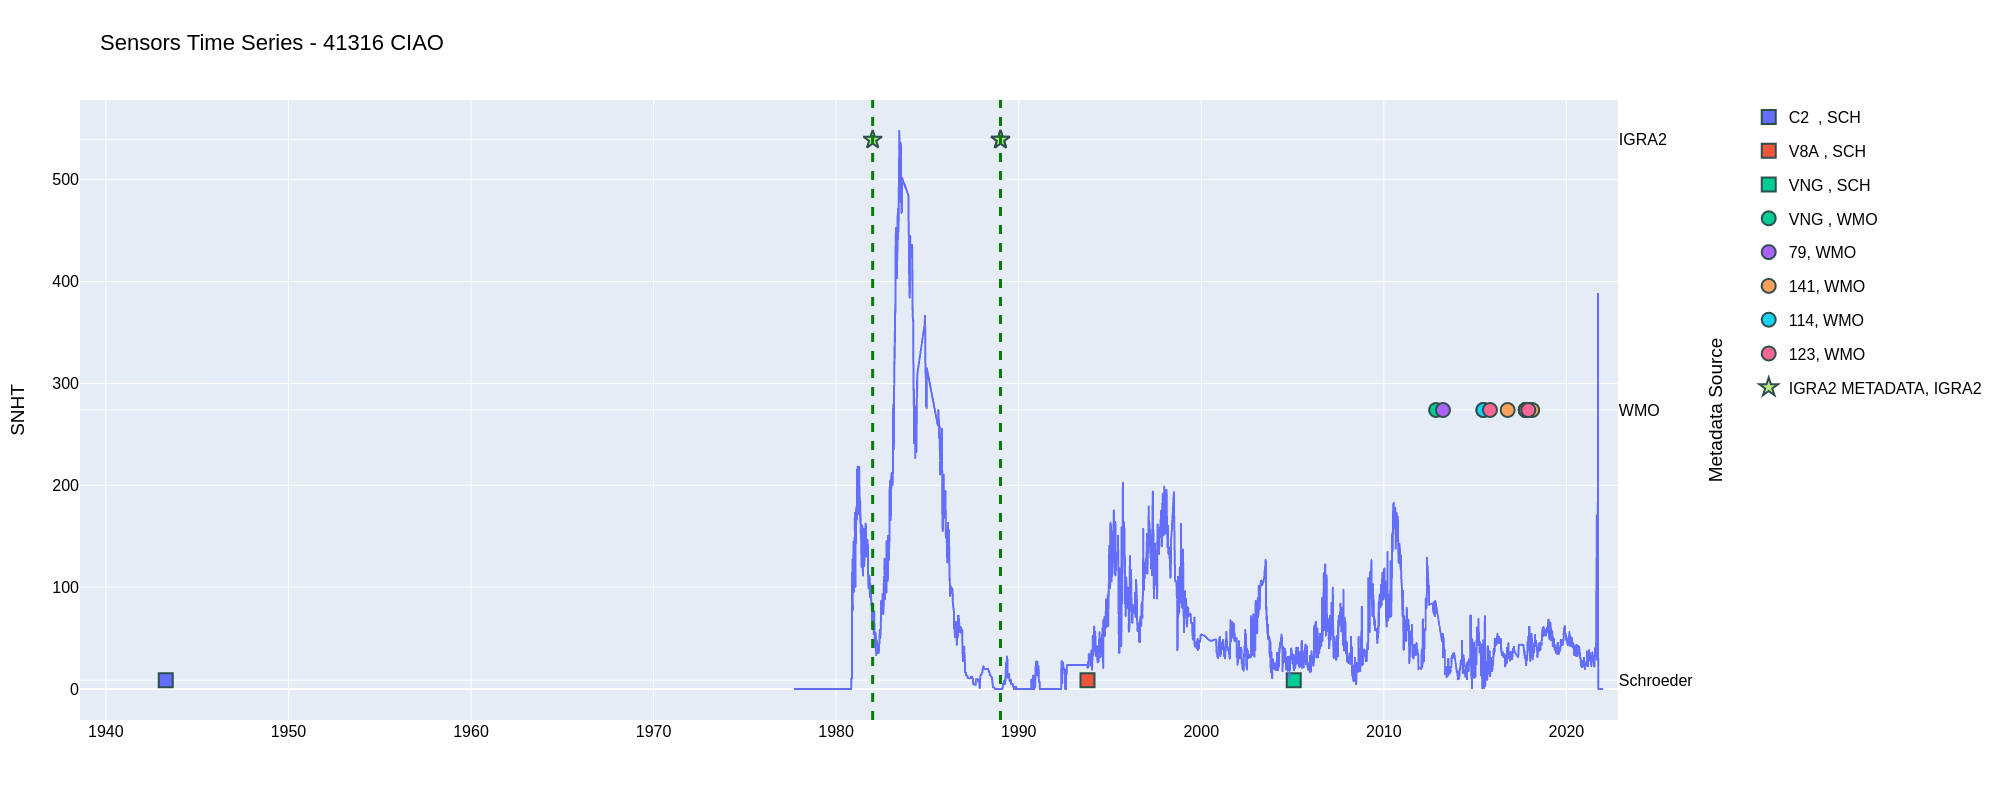 Sensors Time Series - 41316 CIAO
SNHT
500
400
300
200
100
0
1940
1950
1960
1970
1980
1990
2000
2010
2020
IGRA2
WMO
Schroeder
Metadata Source
C2 , SCH
V8A , SCH
VNG , SCH
VNG , WMO
79, WMO
141, WMO
114, WMO
123, WMO
IGRA2 METADATA, IGRA2